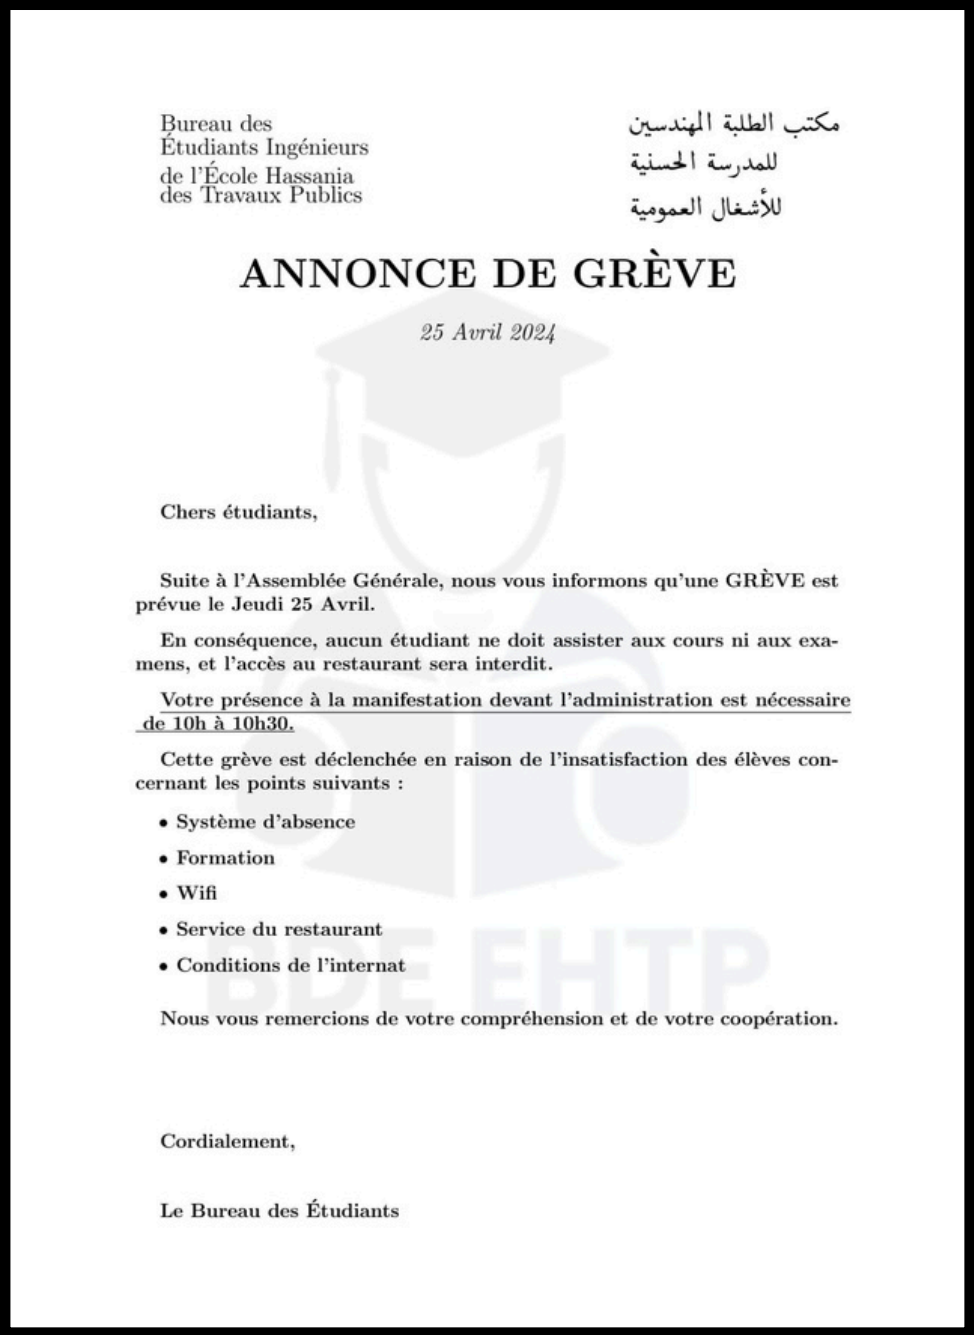 Bureau des
Étudiants Ingénieurs
de l'École Hassania
des Travaux Publics
مكتب الطلبة المهندسين
للمدرسة الحسنية
للأشغال العمومية
ANNONCE DE GRÈVE
25 Avril 2024
Chers étudiants,
Suite à l'Assemblée Générale, nous vous informons qu'une GRÈVE est
prévue le Jeudi 25 Avril.
En conséquence, aucun étudiant ne doit assister aux cours ni aux exa-
mens, et l'accès au restaurant sera interdit.
Votre présence à la manifestation devant l'administration est nécessaire
de 10h à 10h30.
Cette grève est déclenchée en raison de l'insatisfaction des élèves con-
cernant les points suivants :
• Système d'absence
• Formation
• Wifi
• Service du restaurant
• Conditions de l'internat
BDE EHTP
Nous vous remercions de votre compréhension et de votre coopération.
Cordialement,
Le Bureau des Étudiants